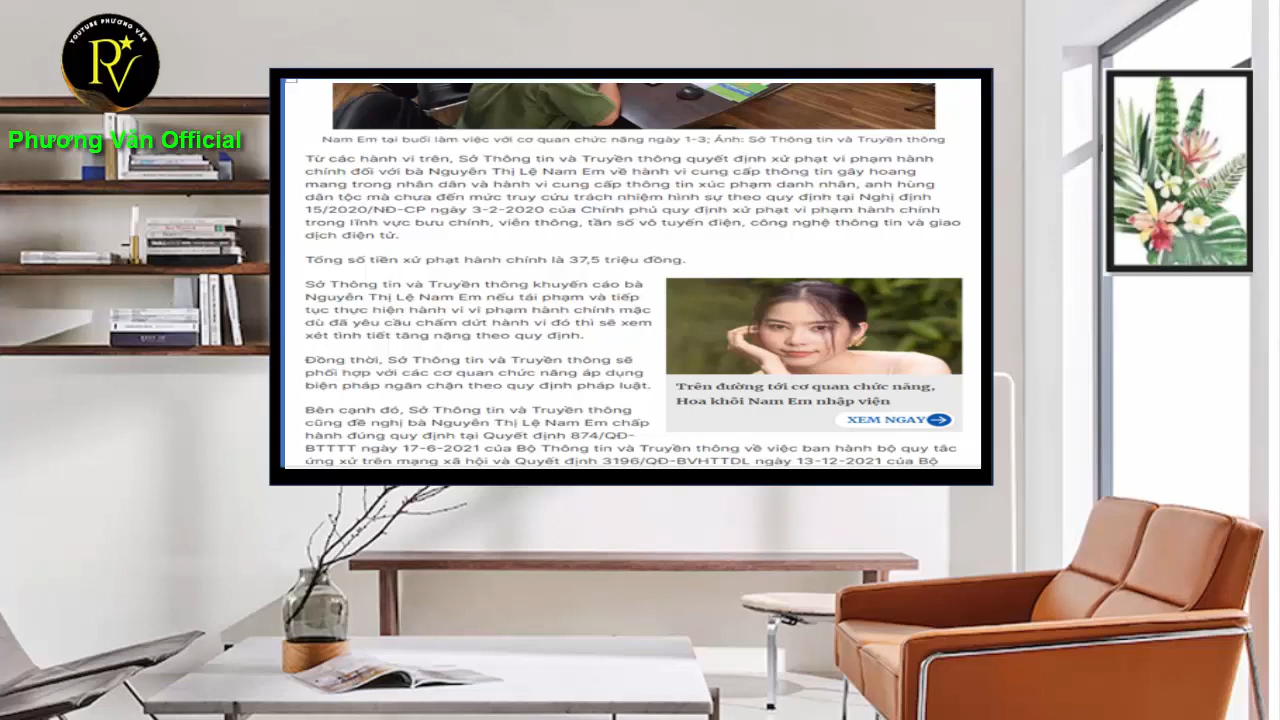 YOUTUBE PHƯƠNG VÂN
PV
Phương Vân Official
Nam Em tại buổi làm việc với cơ quan chức năng ngày 1-3; Ảnh: Sở Thông tin và Truyền thông
Từ các hành vi trên, Sở Thông tin và Truyền thông quyết định xử phạt vi phạm hành
chính đối với bà Nguyễn Thị Lệ Nam Em về hành vi cung cấp thông tin gây hoang
mang trong nhân dân và hành vi cung cấp thông tin xúc phạm danh nhân, anh hùng
dân tộc mà chưa đến mức truy cứu trách nhiệm hình sự theo quy định tại Nghị định
15/2020/NĐ-CP ngày 3-2-2020 của Chính phủ quy định xử phạt vi phạm hành chính
trong lĩnh vực bưu chính, viễn thông, tần số vô tuyến điện, công nghệ thông tin và giao
dịch điện tử.
Tổng số tiền xử phạt hành chính là 37,5 triệu đồng.
Sở Thông tin và Truyền thông khuyến cáo bà
Nguyễn Thị Lệ Nam Em nếu tái phạm và tiếp
tục thực hiện hành vi vi phạm hành chính mặc
dù đã yêu cầu chấm dứt hành vi đó thì sẽ xem
xét tình tiết tăng nặng theo quy định.
Đồng thời, Sở Thông tin và Truyền thông sẽ
phối hợp với các cơ quan chức năng áp dụng
biện pháp ngăn chặn theo quy định pháp luật.
Trên đường tới cơ quan chức năng,
Hoa khôi Nam Em nhập viện
XEM NGAY
Bên cạnh đó, Sở Thông tin và Truyền thông
cũng đề nghị bà Nguyễn Thị Lệ Nam Em chấp
hành đúng quy định tại Quyết định 874/QĐ-
BTTTT ngày 17-6-2021 của Bộ Thông tin và Truyền thông về việc ban hành bộ quy tắc
ứng xử trên mạng xã hội và Quyết định 3196/QĐ-BVHTTDL ngày 13-12-2021 của Bộ